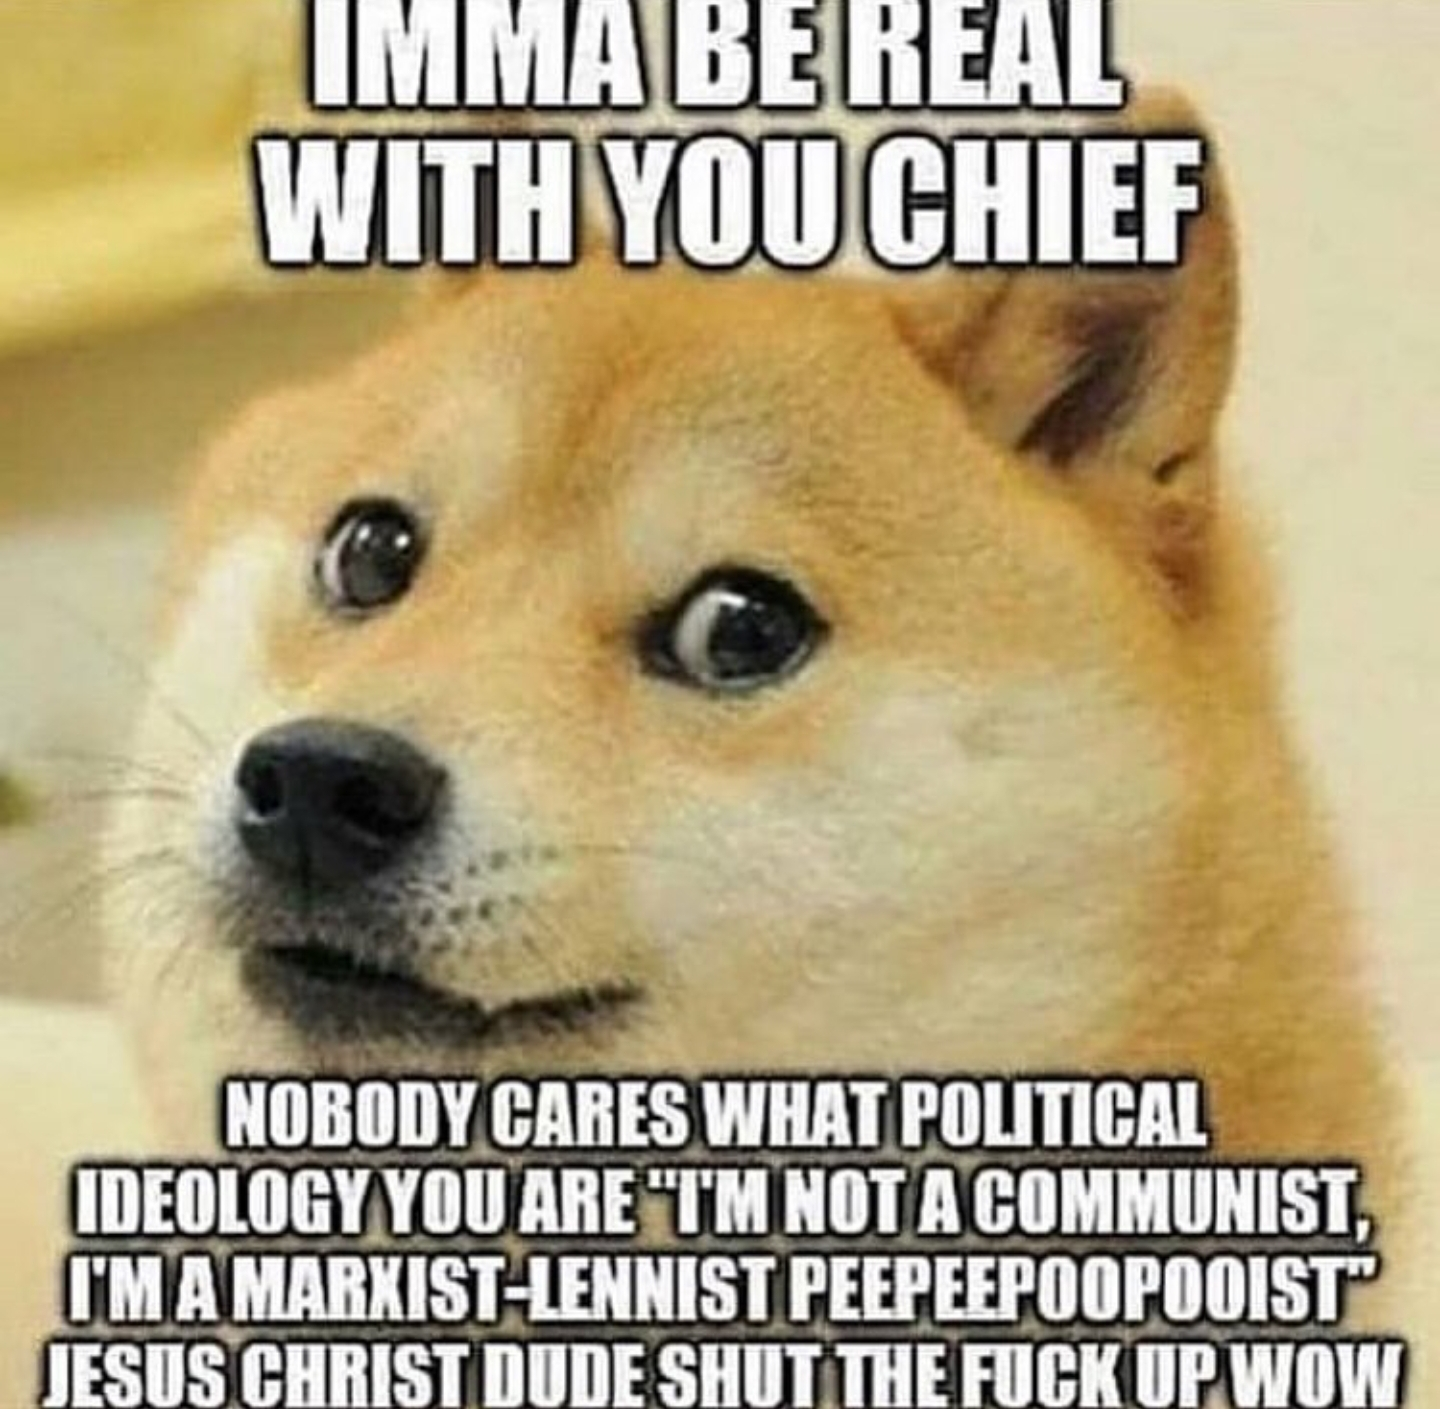 IMMA BE REAL
WITH YOU CHIEF
NOBODY CARES WHAT POLITICAL
IDEOLOGY YOU ARE "I'M NOT A COMMUNIST,
I'M A MARXIST-LENNIST PEEPEEPOOPOOIST"
JESUS CHRIST DUDE SHUT THE FUCK UP WOW